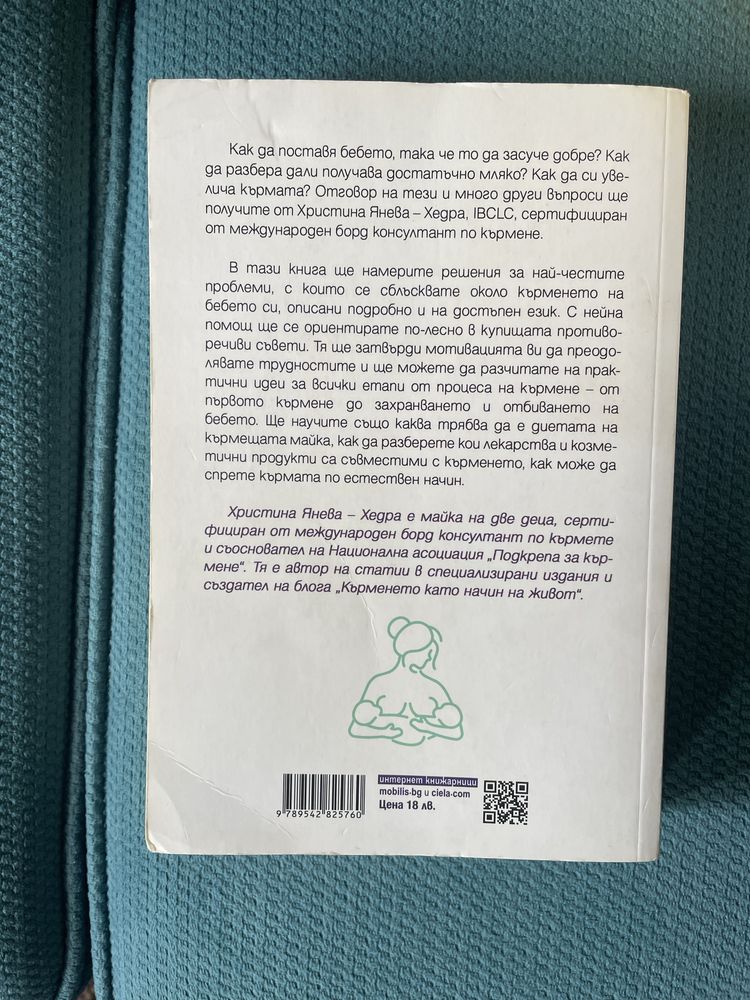 Как да поставя бебето, така че то да засуче добре? Как
да разбера дали получава достатъчно мляко? Как да си уве-
лича кърмата? Отговор на тези и много други въпроси ще
получите от Христина Янева – Хедра, IBCLC, сертифициран
от международен борд консултант по кърмене.
В тази книга ще намерите решения за най-честите
проблеми, с които се сблъсквате около кърменето на
бебето си, описани подробно и на достъпен език. С нейна
помощ ще се ориентирате по-лесно в купищата противо-
речиви съвети. Тя ще затвърди мотивацията ви да преодо-
лявате трудностите и ще можете да разчитате на прак-
тични идеи за всички етапи от процеса на кърмене – от
първото кърмене до захранването и отбиването на
бебето. Ще научите също каква трябва да е диетата на
кърмещата майка, как да разберете кои лекарства и козме-
тични продукти са съвместими с кърменето, как може да
спрете кърмата по естествен начин.
Христина Янева – Хедра е майка на две деца, серти-
фициран от международен борд консултант по кърмете
и съосновател на Национална асоциация „Подкрепа за кър-
мене“. Тя е автор на статии в специализирани издания и
създател на блога „Кърменето като начин на живот“.
интернет книжарници
mobilis.bg и ciela.com
Цена 18 лв.
9 789542 825760